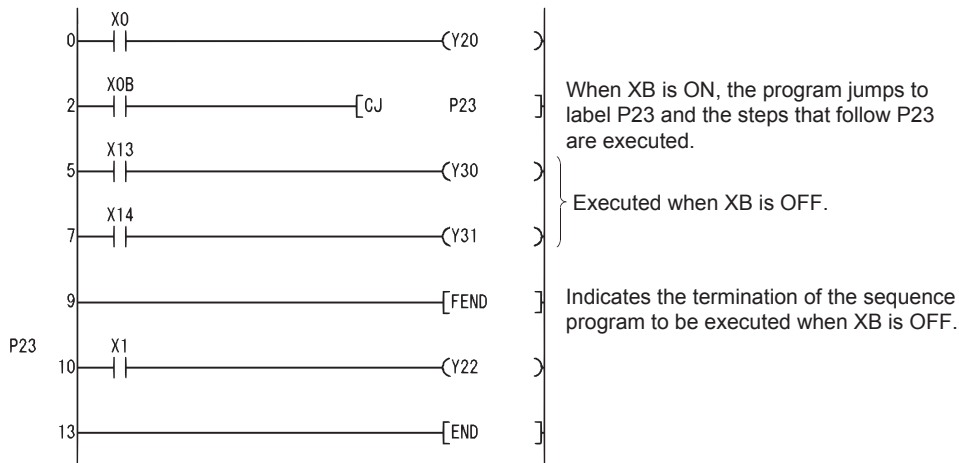 X0
0 (Y20 )
X0B
2 [CJ P23 ]
When XB is ON, the program jumps to
label P23 and the steps that follow P23
are executed.
X13
5 (Y30 )
Executed when XB is OFF.
X14
7 (Y31 )
9 [FEND ]
Indicates the termination of the sequence
program to be executed when XB is OFF.
P23 X1
10 (Y22 )
13 [END ]